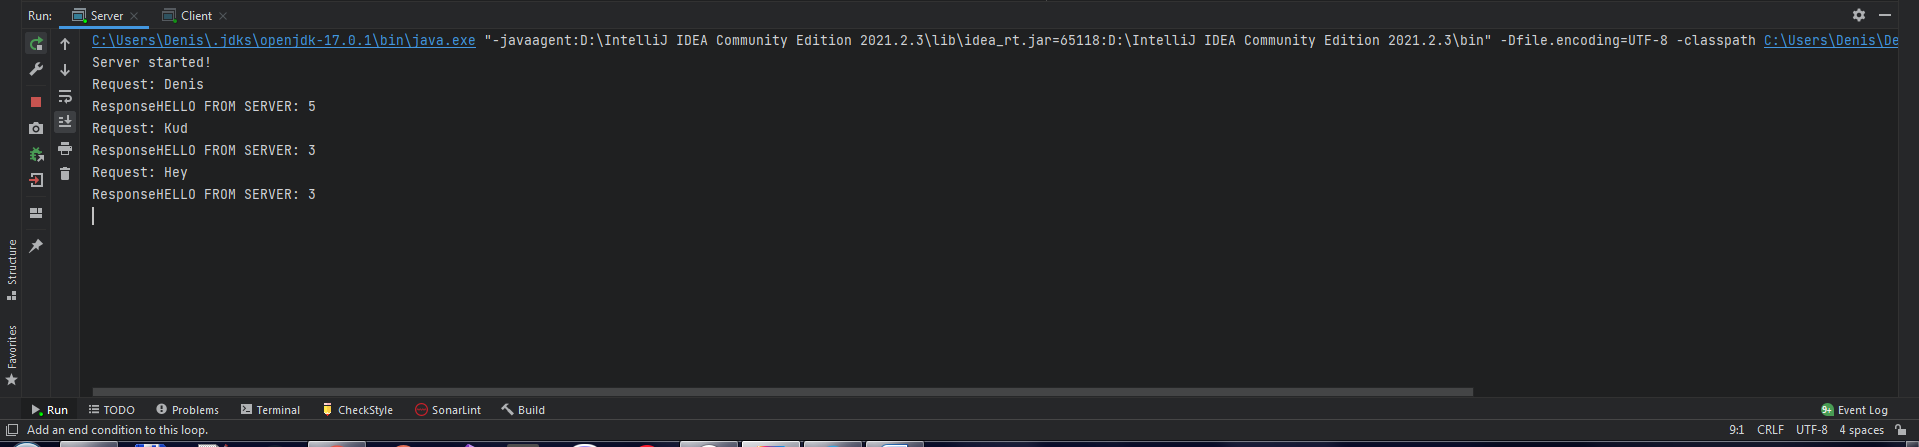 Run: Server Client
C:\Users\Denis\.jdks\openjdk-17.0.1\bin\java.exe "-javaagent:D:\IntelliJ IDEA Community Edition 2021.2.3\lib\idea_rt.jar=65118:D:\IntelliJ IDEA Community Edition 2021.2.3\bin" -Dfile.encoding=UTF-8 -classpath C:\Users\Denis\De
Server started!
Request: Denis
ResponseHELLO FROM SERVER: 5
Request: Kud
ResponseHELLO FROM SERVER: 3
Request: Hey
ResponseHELLO FROM SERVER: 3
Structure
Favorites
Run TODO Problems Terminal CheckStyle SonarLint Build 9+ Event Log
Add an end condition to this loop. 9:1 CRLF UTF-8 4 spaces